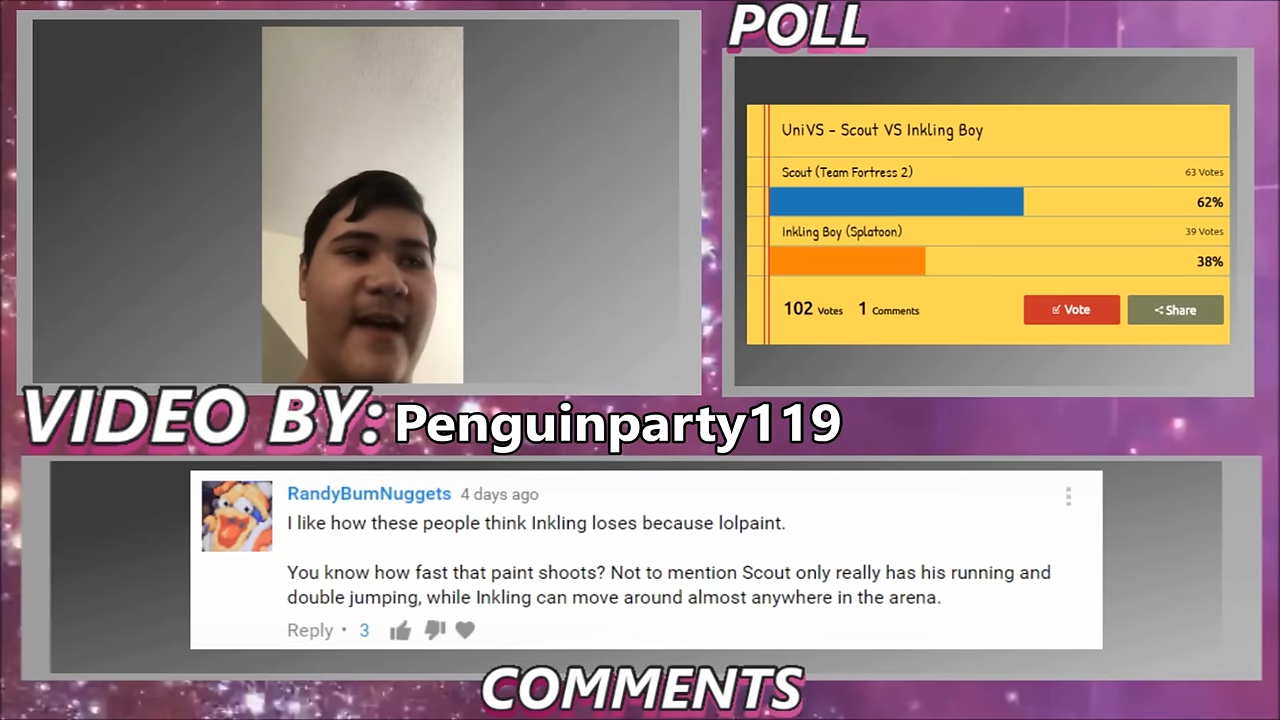 POLL
UniVS - Scout VS Inkling Boy
Scout (Team Fortress 2)
63 Votes
62%
Inkling Boy (Splatoon)
39 Votes
38%
102 Votes 1 Comments
Vote
Share
VIDEO BY: Penguinparty119
RandyBumNuggets 4 days ago
I like how these people think Inkling loses because lolpaint.
You know how fast that paint shoots? Not to mention Scout only really has his running and
double jumping, while Inkling can move around almost anywhere in the arena.
Reply • 3
COMMENTS